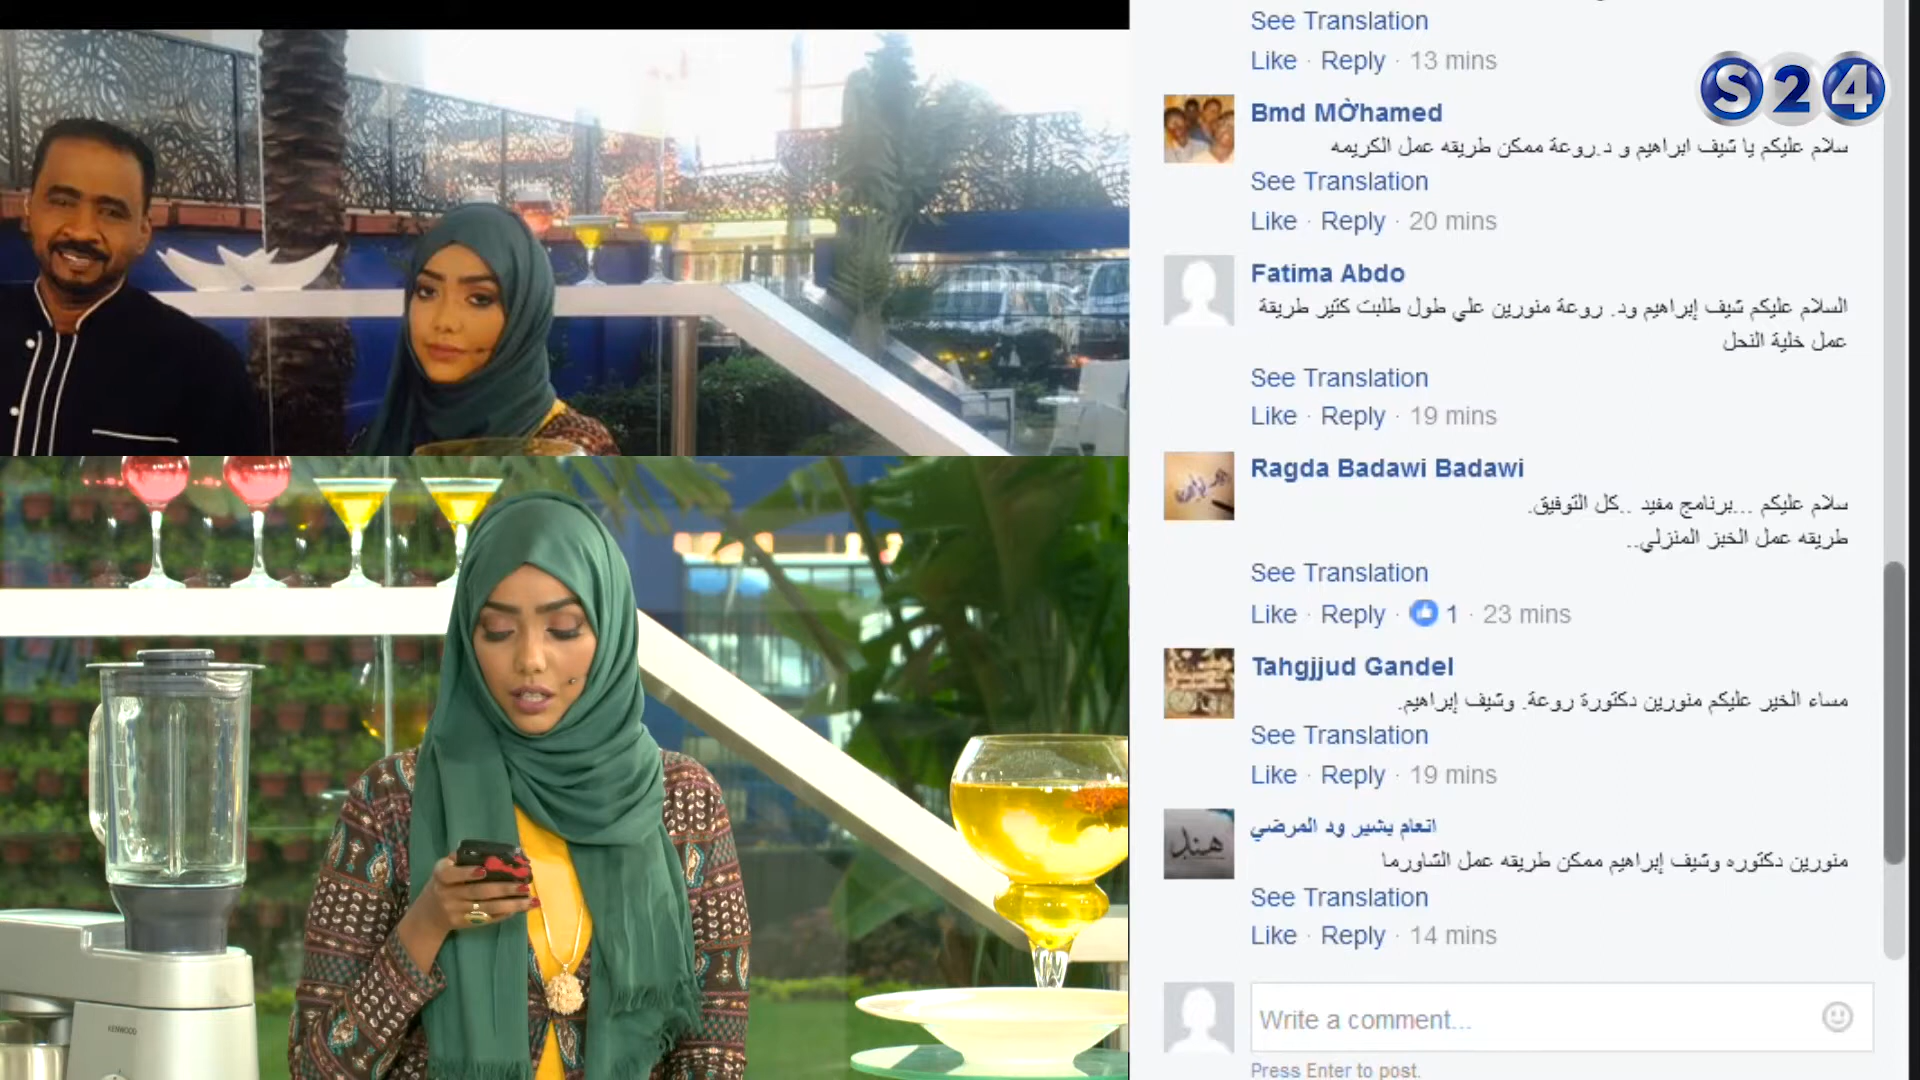 See Translation
Like · Reply · 13 mins
S24
Bmd MÒhamed
سلام عليكم يا شيف ابراهيم و د.روعة ممكن طريقه عمل الكريمه
See Translation
Like · Reply · 20 mins
Fatima Abdo
السلام عليكم شيف إبراهيم ود. روعة منورين علي طول طلبت كتير طريقة
عمل خلية النحل
See Translation
Like · Reply · 19 mins
Ragda Badawi Badawi
سلام عليكم ...برنامج مفيد ..كل التوفيق.
طريقه عمل الخبز المنزلي..
See Translation
Like · Reply · 1 · 23 mins
Tahgjjud Gandel
مساء الخير عليكم منورين دكتورة روعة. وشيف إبراهيم.
See Translation
Like · Reply · 19 mins
انعام بشير ود المرضي
هند
منورين دكتوره وشيف إبراهيم ممكن طريقه عمل الشاورما
See Translation
Like · Reply · 14 mins
Write a comment...
Press Enter to post.
KENWOOD